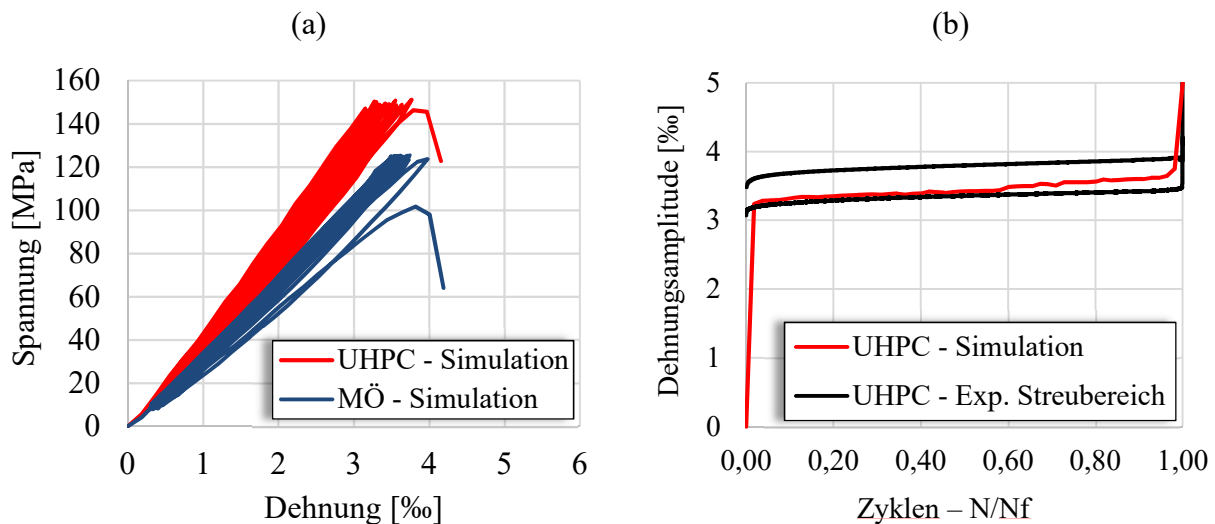 (a)
Spannung [MPa]
160
140
120
100
80
60
40
20
0
0 1 2 3 4 5 6
Dehnung [‰]
UHPC - Simulation
MÖ - Simulation
(b)
Dehnungsamplitude [‰]
5
4
3
2
1
0
0,00 0,20 0,40 0,60 0,80 1,00
Zyklen – N/Nf
UHPC - Simulation
UHPC - Exp. Streubereich